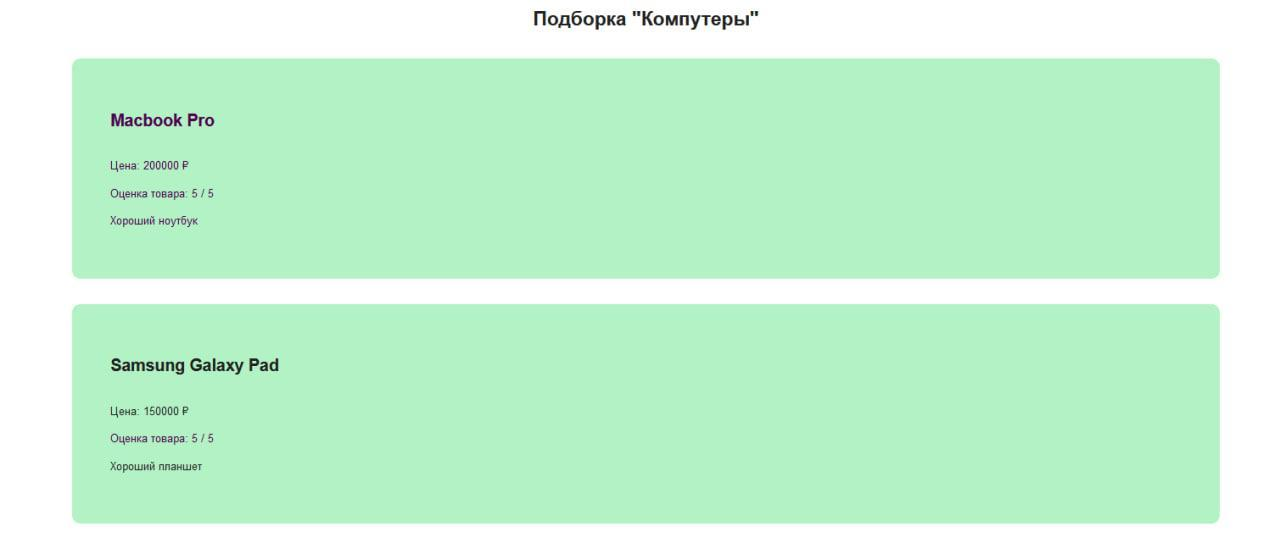 Подборка "Компутеры"
Macbook Pro
Цена: 200000 ₽
Оценка товара: 5 / 5
Хороший ноутбук
Samsung Galaxy Pad
Цена: 150000 ₽
Оценка товара: 5 / 5
Хороший планшет